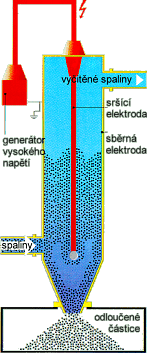 vyčištěné spaliny
sršící
elektroda
sběrná
elektroda
generátor
vysokého
napětí
spaliny
odloučené
částice